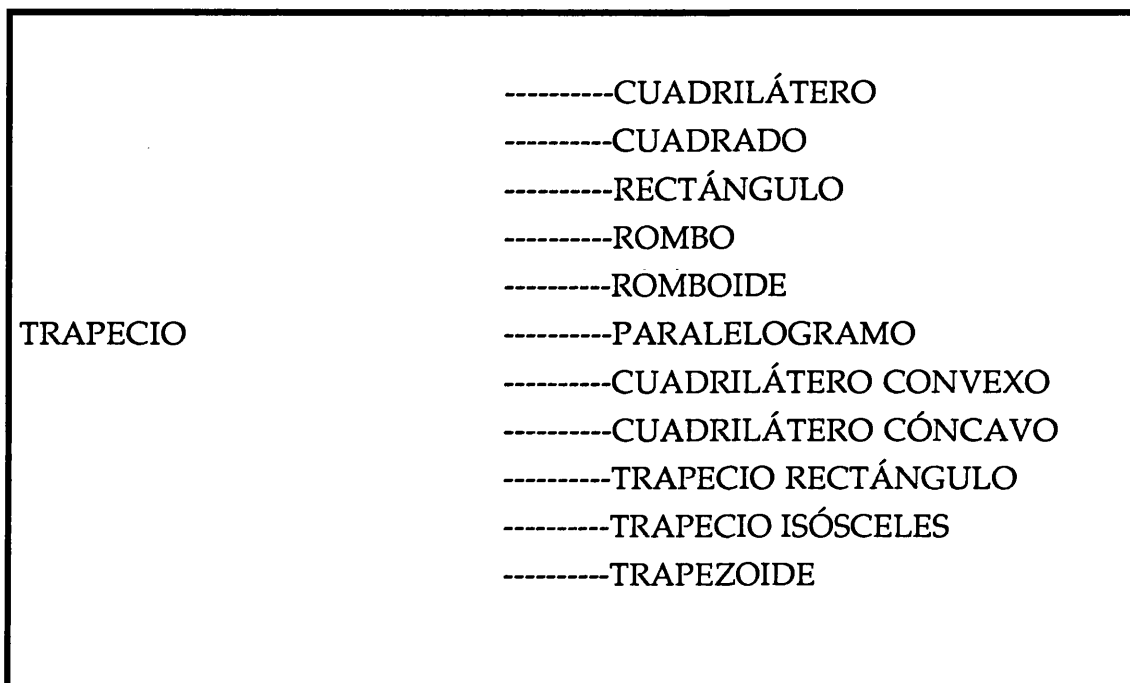 ----------CUADRILÁTERO
----------CUADRADO
----------RECTÁNGULO
----------ROMBO
----------ROMBOIDE
TRAPECIO ----------PARALELOGRAMO
----------CUADRILÁTERO CONVEXO
----------CUADRILÁTERO CÓNCAVO
----------TRAPECIO RECTÁNGULO
----------TRAPECIO ISÓSCELES
----------TRAPEZOIDE